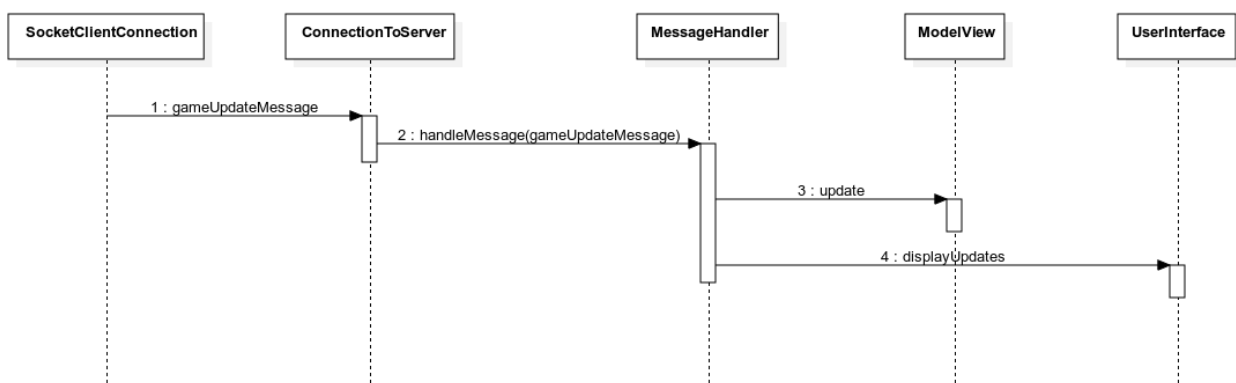 SocketClientConnection
ConnectionToServer
MessageHandler
ModelView
UserInterface
1 : gameUpdateMessage
2 : handleMessage(gameUpdateMessage)
3 : update
4 : displayUpdates